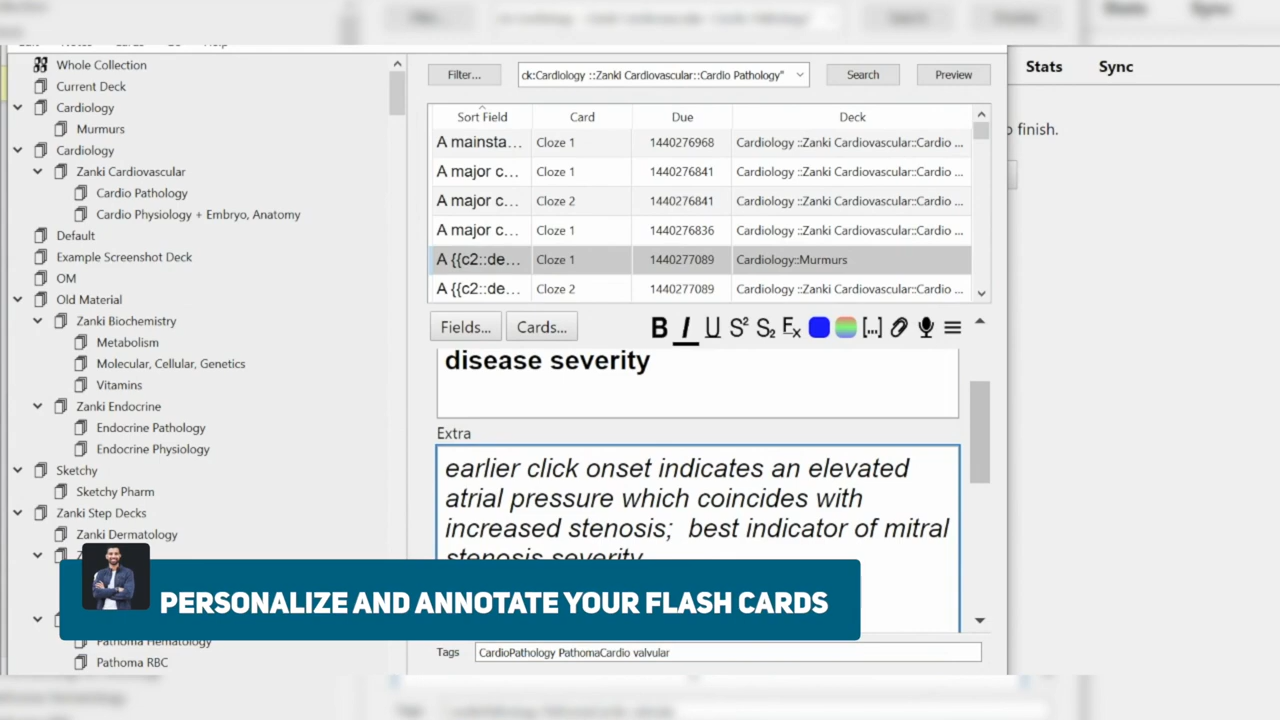 Stats
Sync
Whole Collection
Current Deck
Cardiology
Murmurs
Cardiology
Zanki Cardiovascular
Cardio Pathology
Cardio Physiology + Embryo, Anatomy
Default
Example Screenshot Deck
OM
Old Material
Zanki Biochemistry
Metabolism
Molecular, Cellular, Genetics
Vitamins
Zanki Endocrine
Endocrine Pathology
Endocrine Physiology
Sketchy
Sketchy Pharm
Zanki Step Decks
Zanki Dermatology
Pathoma Hematology
Pathoma RBC
Filter...
ck:Cardiology ::Zanki Cardiovascular::Cardio Pathology"
Search
Preview
Sort Field Card Due Deck
A mainsta... Cloze 1 1440276968 Cardiology ::Zanki Cardiovascular::Cardio ...
A major c... Cloze 1 1440276841 Cardiology ::Zanki Cardiovascular::Cardio ...
A major c... Cloze 2 1440276841 Cardiology ::Zanki Cardiovascular::Cardio ...
A major c... Cloze 1 1440276836 Cardiology ::Zanki Cardiovascular::Cardio ...
A {{c2::de... Cloze 1 1440277089 Cardiology::Murmurs
A {{c2::de... Cloze 2 1440277089 Cardiology ::Zanki Cardiovascular::Cardio ...
Fields... Cards... B I U S² S₂ Ex [...]
disease severity
Extra
earlier click onset indicates an elevated
atrial pressure which coincides with
increased stenosis; best indicator of mitral
stenosis severity
Tags CardioPathology PathomaCardio valvular
Stats Sync
o finish.
PERSONALIZE AND ANNOTATE YOUR FLASH CARDS